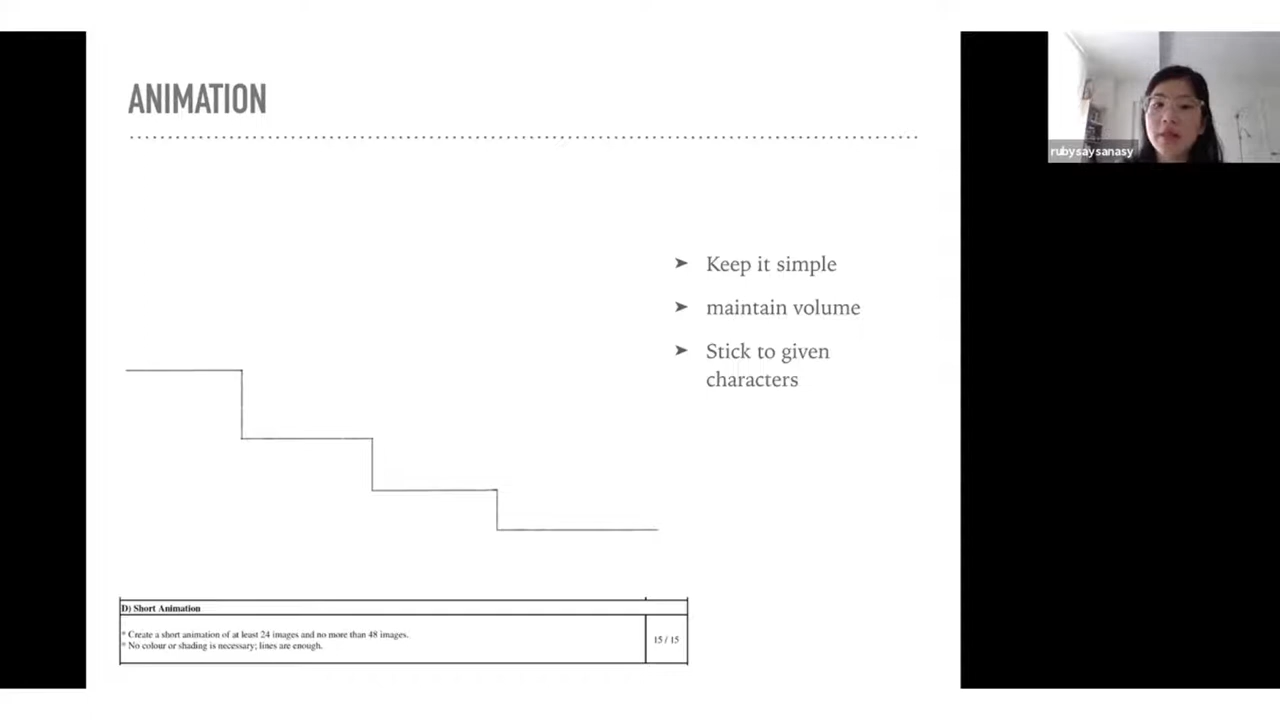 ANIMATION
rubysaysanasy
➤ Keep it simple
➤ maintain volume
➤ Stick to given
characters
D) Short Animation
* Create a short animation of at least 24 images and no more than 48 images.
* No colour or shading is necessary; lines are enough.
15 / 15